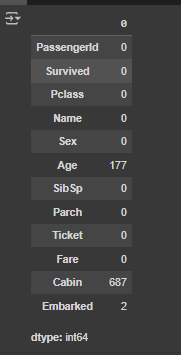 0
PassengerId 0
Survived 0
Pclass 0
Name 0
Sex 0
Age 177
SibSp 0
Parch 0
Ticket 0
Fare 0
Cabin 687
Embarked 2
dtype: int64